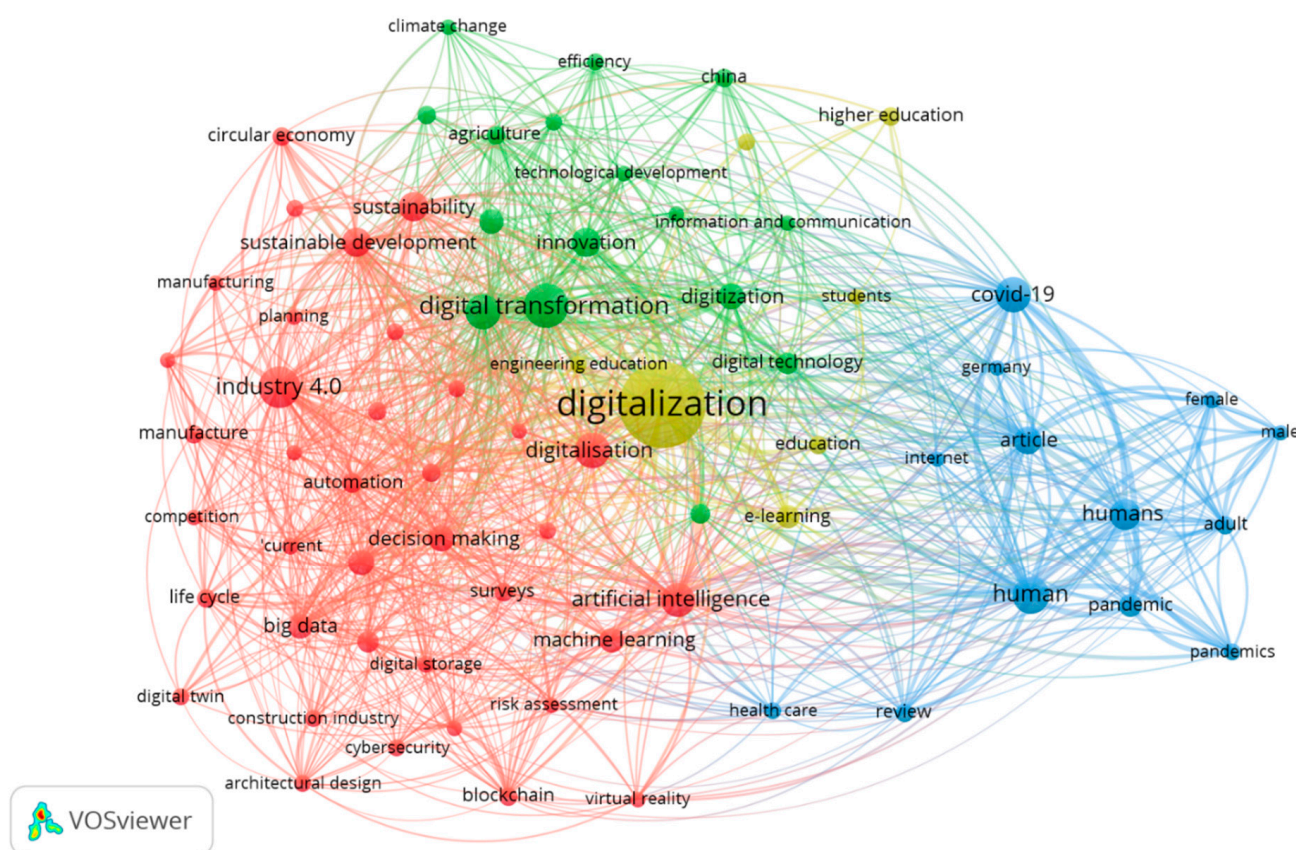 climate change
efficiency
china
higher education
circular economy
agriculture
technological development
sustainability
information and communication
sustainable development
innovation
manufacturing
planning
digital transformation
digitization
students
covid-19
engineering education
digital technology
germany
industry 4.0
digitalization
female
male
manufacture
digitalisation
education
internet
article
automation
competition
'current
decision making
e-learning
humans
adult
life cycle
surveys
artificial intelligence
human
pandemic
big data
machine learning
digital storage
pandemics
digital twin
construction industry
risk assessment
health care
review
cybersecurity
architectural design
blockchain
virtual reality
VOSviewer